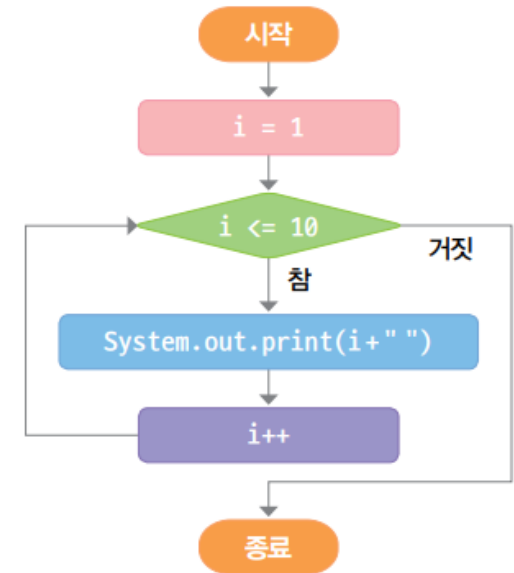 시작
i = 1
i <= 10
거짓
참
System.out.print(i+" ")
i++
종료